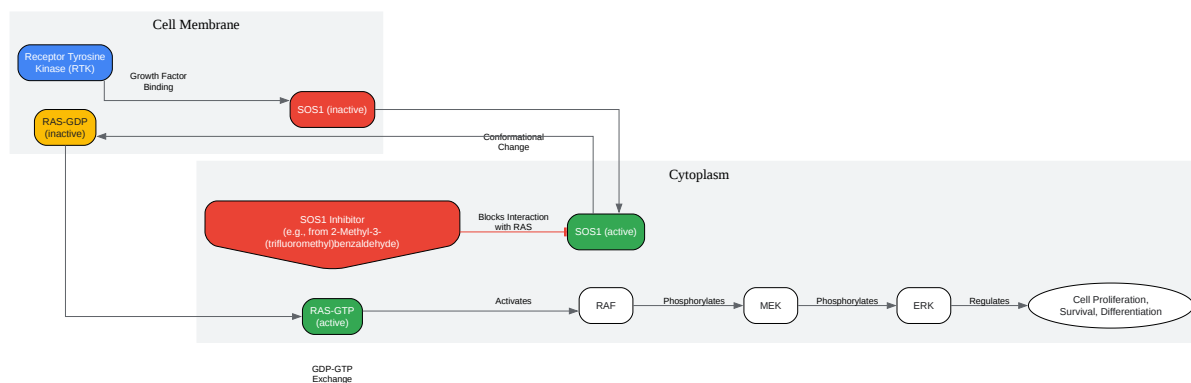 Cell Membrane
Receptor Tyrosine
Kinase (RTK)
Growth Factor
Binding
SOS1 (inactive)
RAS-GDP
(inactive)
Conformational
Change
Cytoplasm
SOS1 Inhibitor
(e.g., from 2-Methyl-3-
(trifluoromethyl)benzaldehyde)
Blocks Interaction
with RAS
SOS1 (active)
RAS-GTP
(active)
Activates
RAF
Phosphorylates
MEK
Phosphorylates
ERK
Regulates
Cell Proliferation,
Survival, Differentiation
GDP-GTP
Exchange